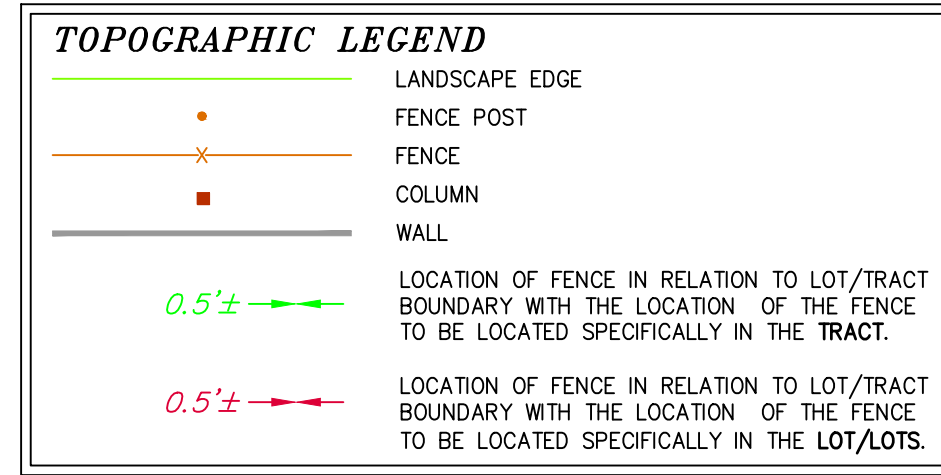 TOPOGRAPHIC LEGEND
LANDSCAPE EDGE
FENCE POST
X FENCE
COLUMN
WALL
0.5'± LOCATION OF FENCE IN RELATION TO LOT/TRACT
BOUNDARY WITH THE LOCATION OF THE FENCE
TO BE LOCATED SPECIFICALLY IN THE TRACT.
0.5'± LOCATION OF FENCE IN RELATION TO LOT/TRACT
BOUNDARY WITH THE LOCATION OF THE FENCE
TO BE LOCATED SPECIFICALLY IN THE LOT/LOTS.